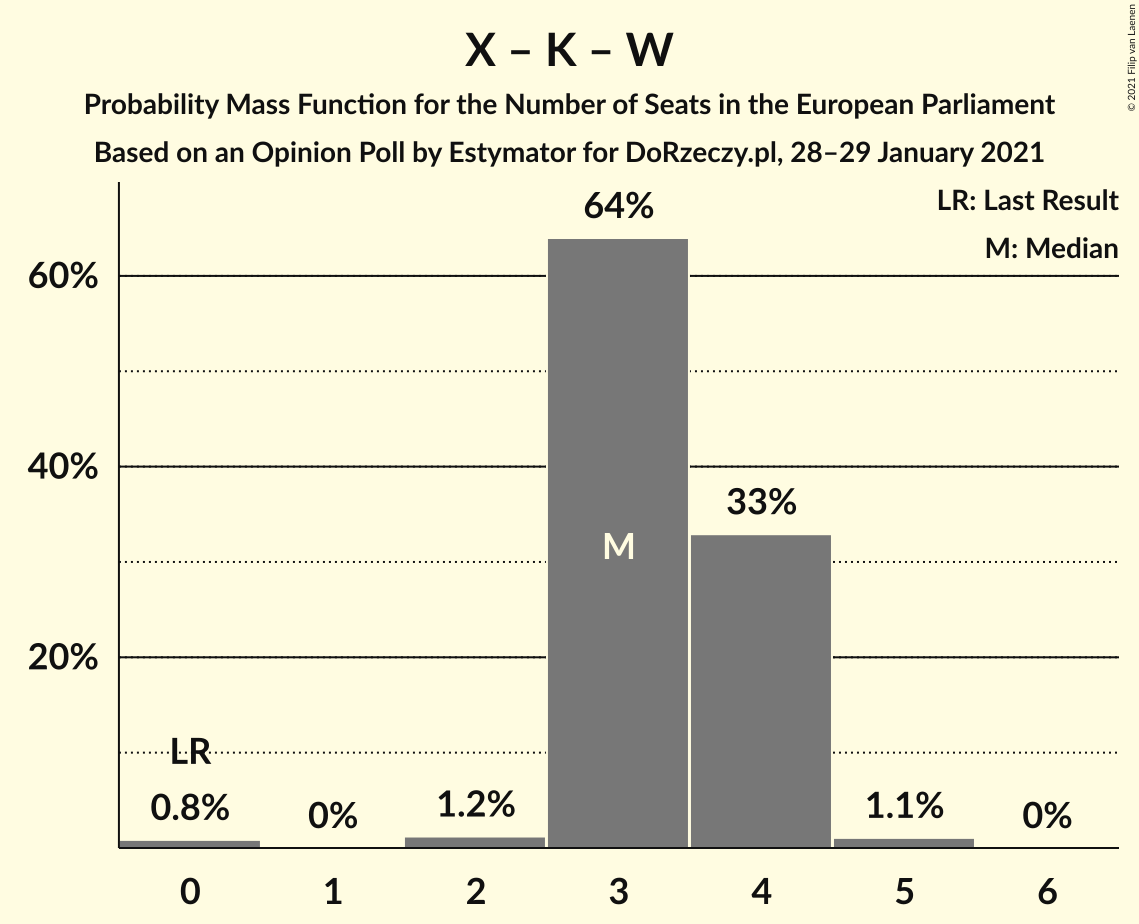 X – K – W
Probability Mass Function for the Number of Seats in the European Parliament
Based on an Opinion Poll by Estymator for DoRzeczy.pl, 28–29 January 2021
© 2021 Filip van Laenen
LR: Last Result
M: Median
60%
40%
20%
64%
33%
M
LR
0.8%
0%
1.2%
1.1%
0%
0 1 2 3 4 5 6